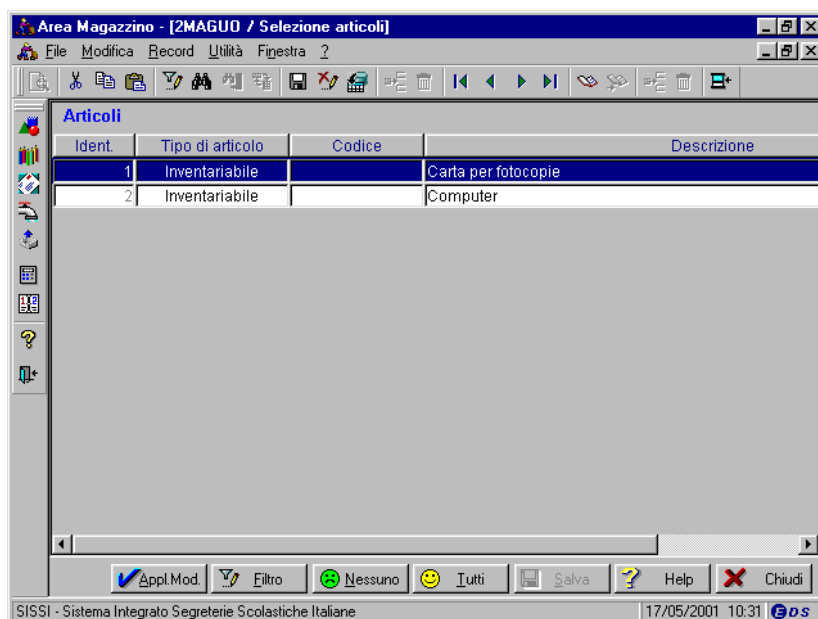 Area Magazzino - [2MAGU0 / Selezione articoli]
File Modifica Record Utilità Finestra ?
Articoli
Ident. Tipo di articolo Codice Descrizione
1 Inventariabile Carta per fotocopie
2 Inventariabile Computer
Appl.Mod. Filtro Nessuno Tutti Salva Help Chiudi
SISSI - Sistema Integrato Segreterie Scolastiche Italiane 17/05/2001 10:31 EDS